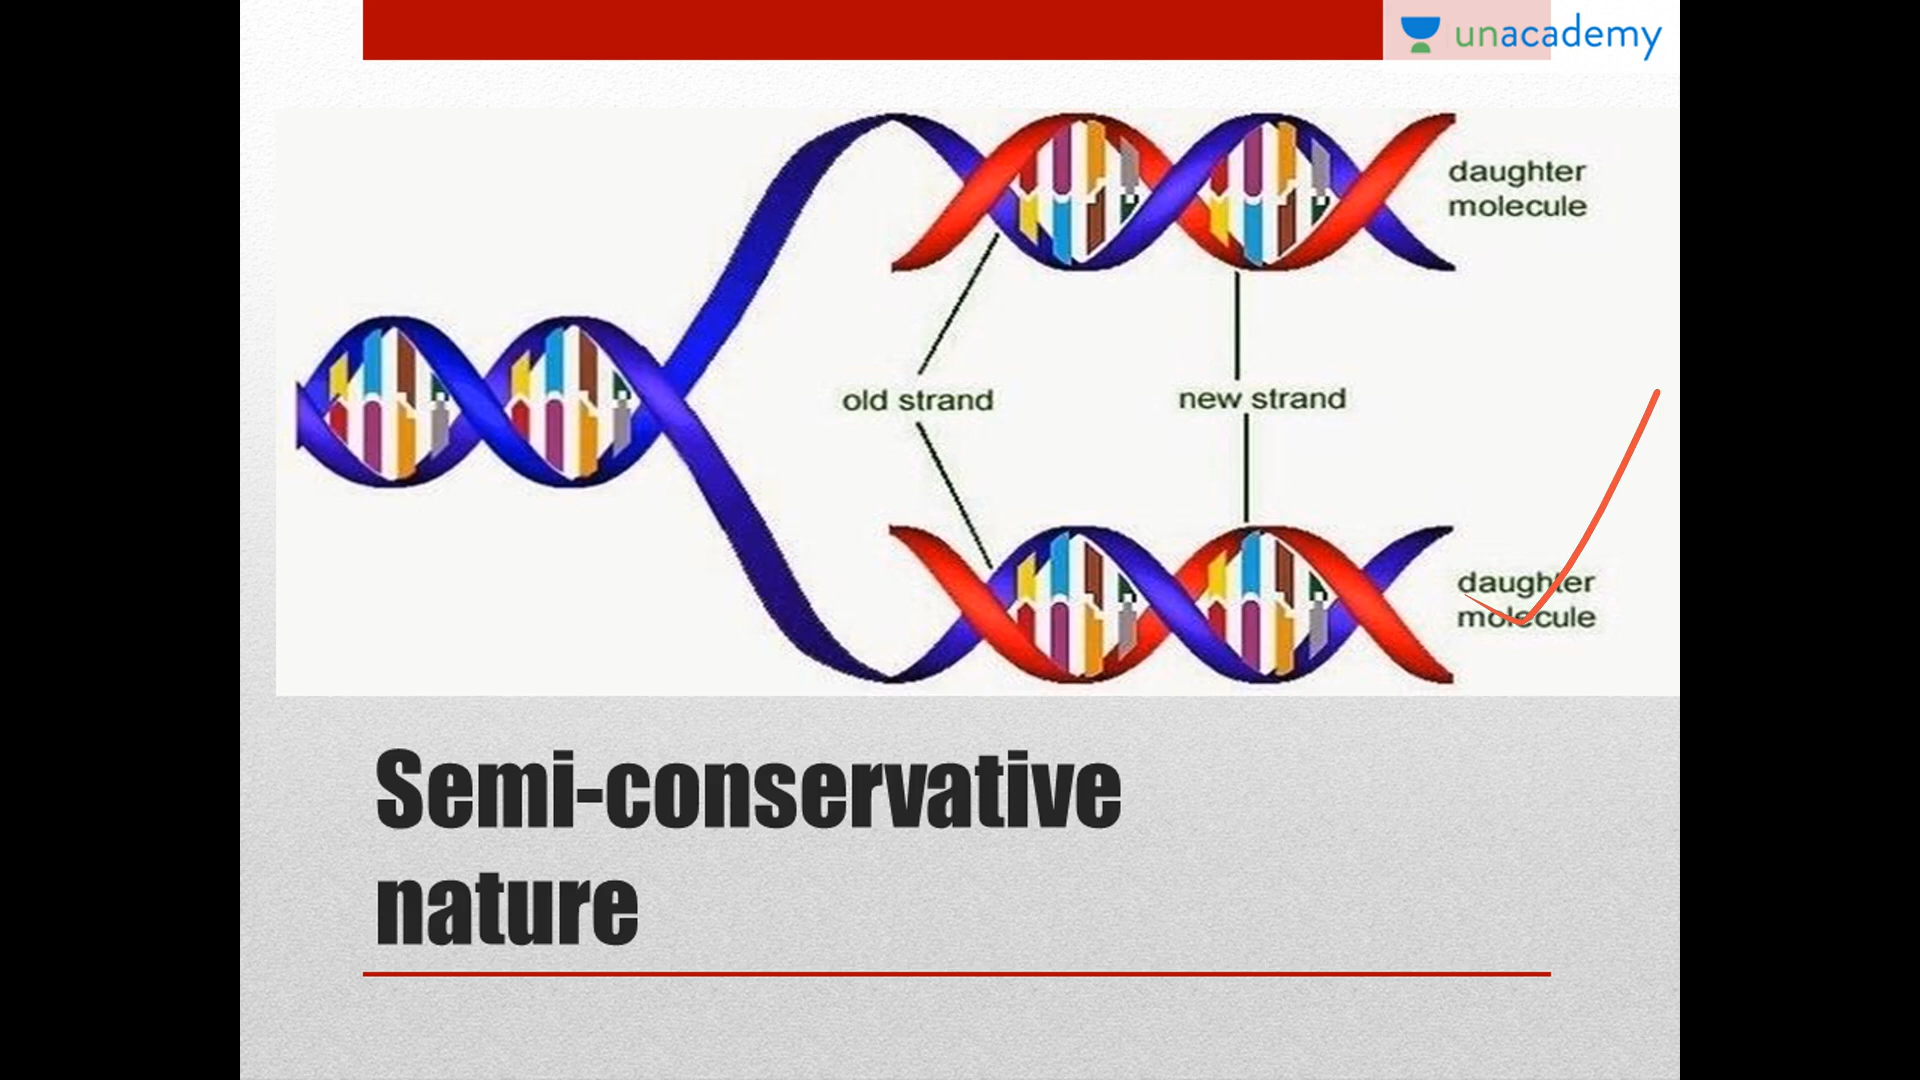 unacademy
daughter
molecule
old strand
new strand
daughter
molecule
Semi-conservative
nature